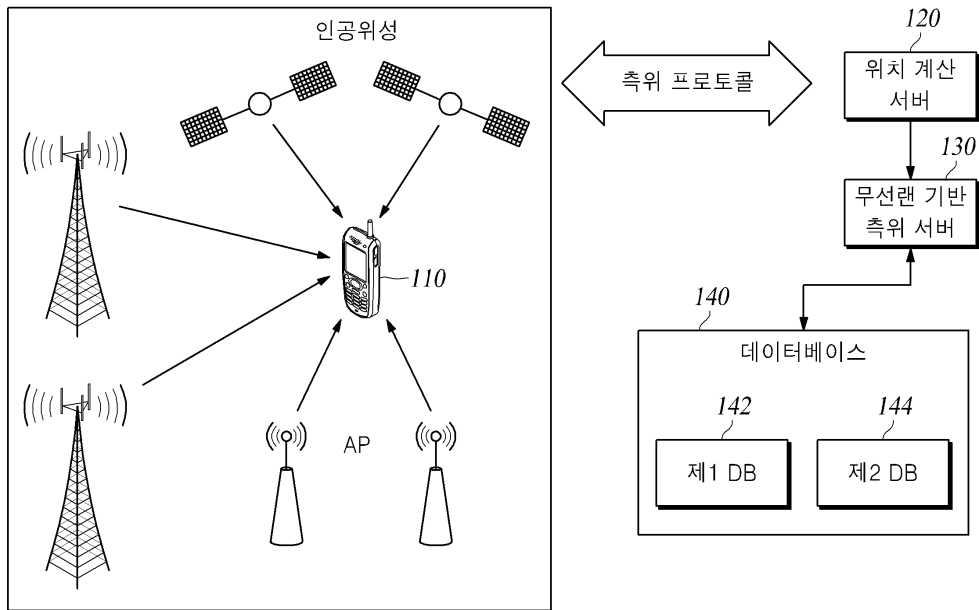 인공위성
측위 프로토콜
120
위치 계산
서버
130
무선랜 기반
측위 서버
110
140
데이터베이스
142
144
AP
제1 DB
제2 DB